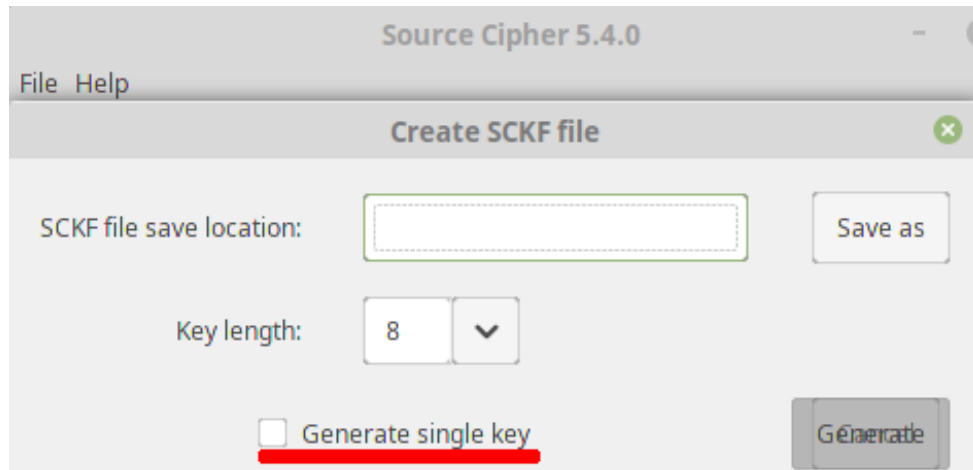 Source Cipher 5.4.0
File Help
Create SCKF file
SCKF file save location:
Save as
Key length:
8
Generate single key
Generate